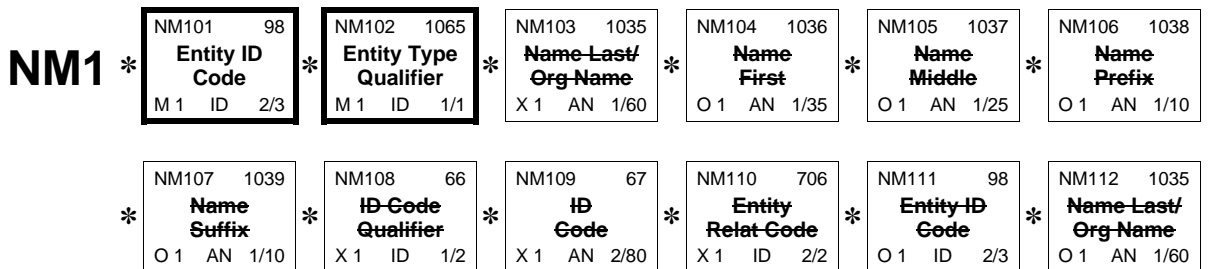 NM1 * NM101 98 * NM102 1065 * NM103 1035 * NM104 1036 * NM105 1037 * NM106 1038
Entity ID Entity Type Name Last/ Name Name Name
Code Qualifier Org Name First Middle Prefix
M 1 ID 2/3 M 1 ID 1/1 X 1 AN 1/60 O 1 AN 1/35 O 1 AN 1/25 O 1 AN 1/10
* NM107 1039 * NM108 66 * NM109 67 * NM110 706 * NM111 98 * NM112 1035
Name ID Code ID Entity Entity ID Name Last/
Suffix Qualifier Code Relat Code Code Org Name
O 1 AN 1/10 X 1 ID 1/2 X 1 AN 2/80 X 1 ID 2/2 O 1 ID 2/3 O 1 AN 1/60